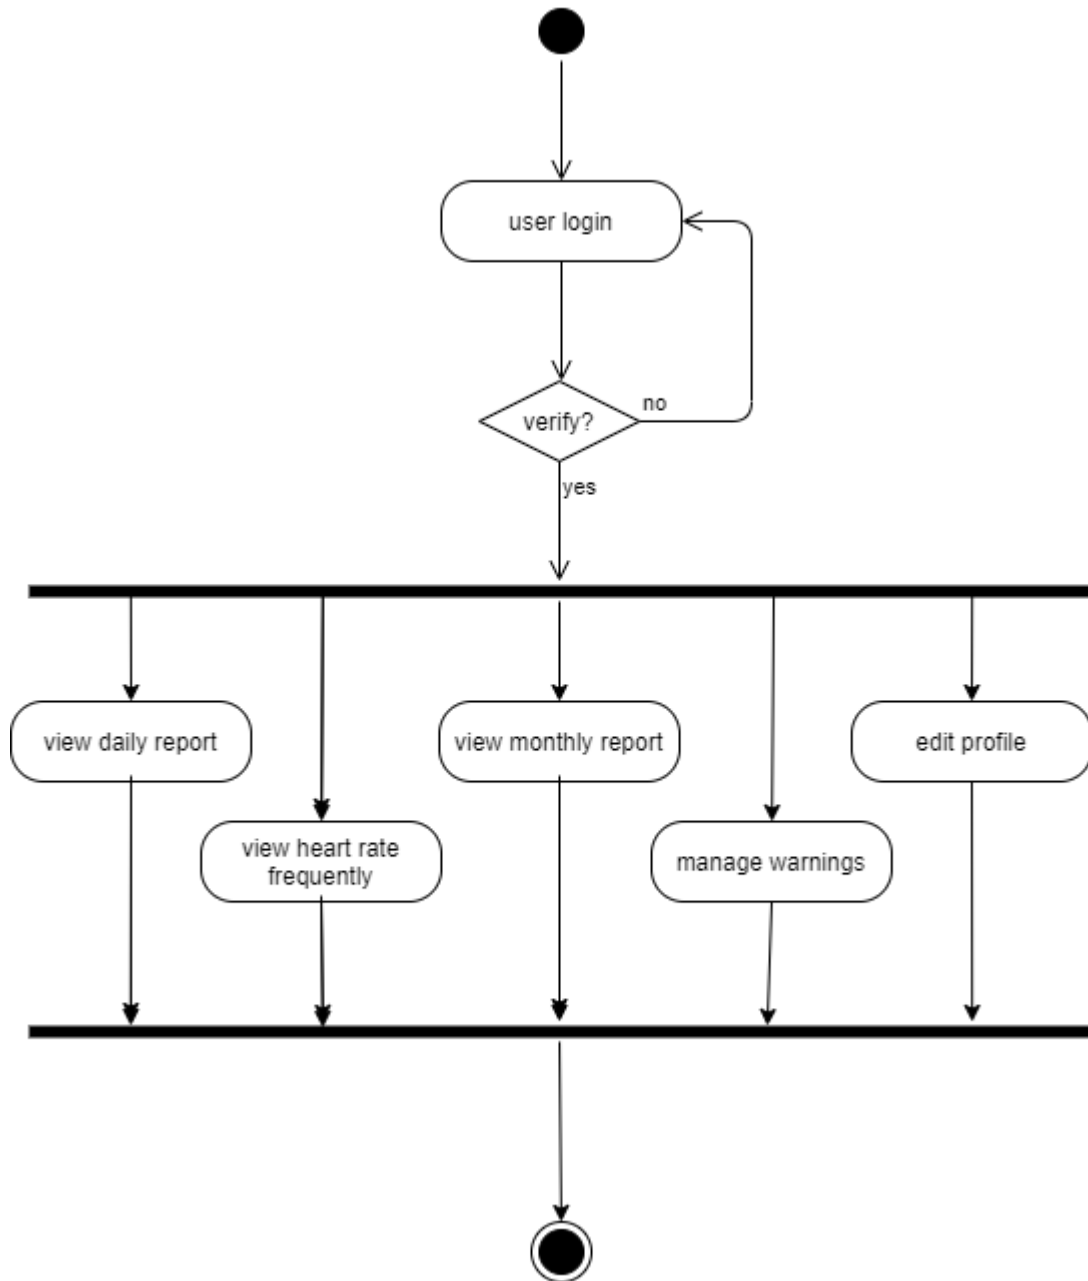 user login
verify?
no
yes
view daily report
view monthly report
edit profile
view heart rate
frequently
manage warnings